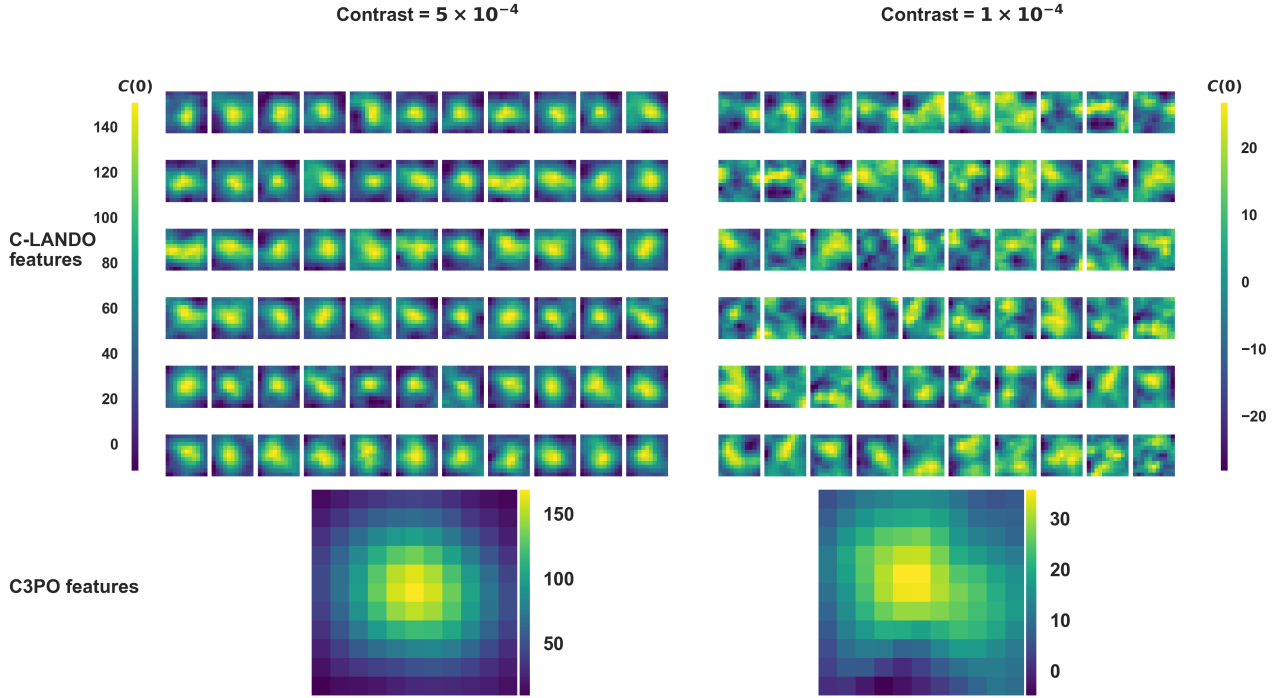 Contrast = 5 × 10⁻⁴
Contrast = 1 × 10⁻⁴
C(0)
140
120
100
80
60
40
20
0
C-LANDO
features
C(0)
20
10
0
−10
−20
C3PO features
150
100
50
30
20
10
0